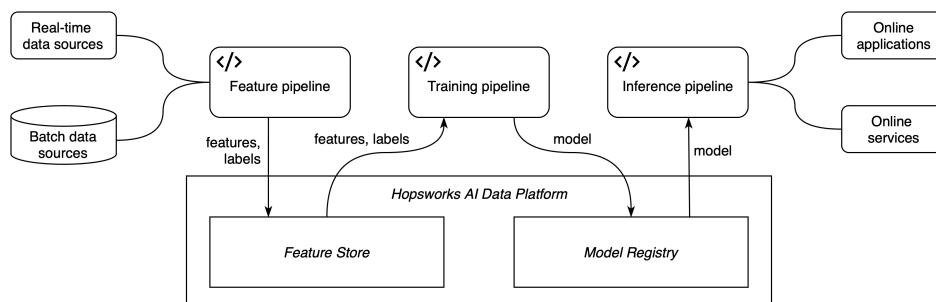 Real-time
data sources
Batch data
sources
</>
Feature pipeline
</>
Training pipeline
</>
Inference pipeline
Online
applications
Online
services
features,
labels
features, labels
model
model
Hopsworks AI Data Platform
Feature Store
Model Registry